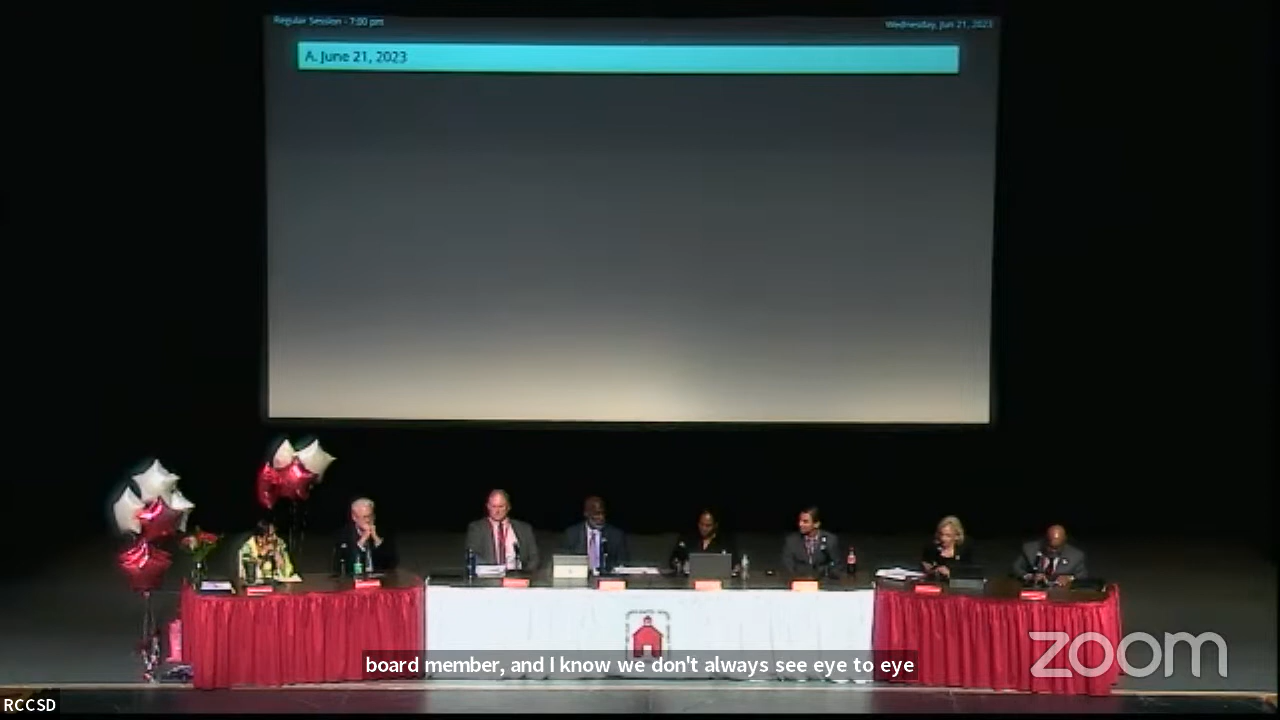 Regular Session - 7:00 pm
Wednesday, Jun 21, 2023
A. June 21, 2023
board member, and I know we don't always see eye to eye
zoom
RCCSD